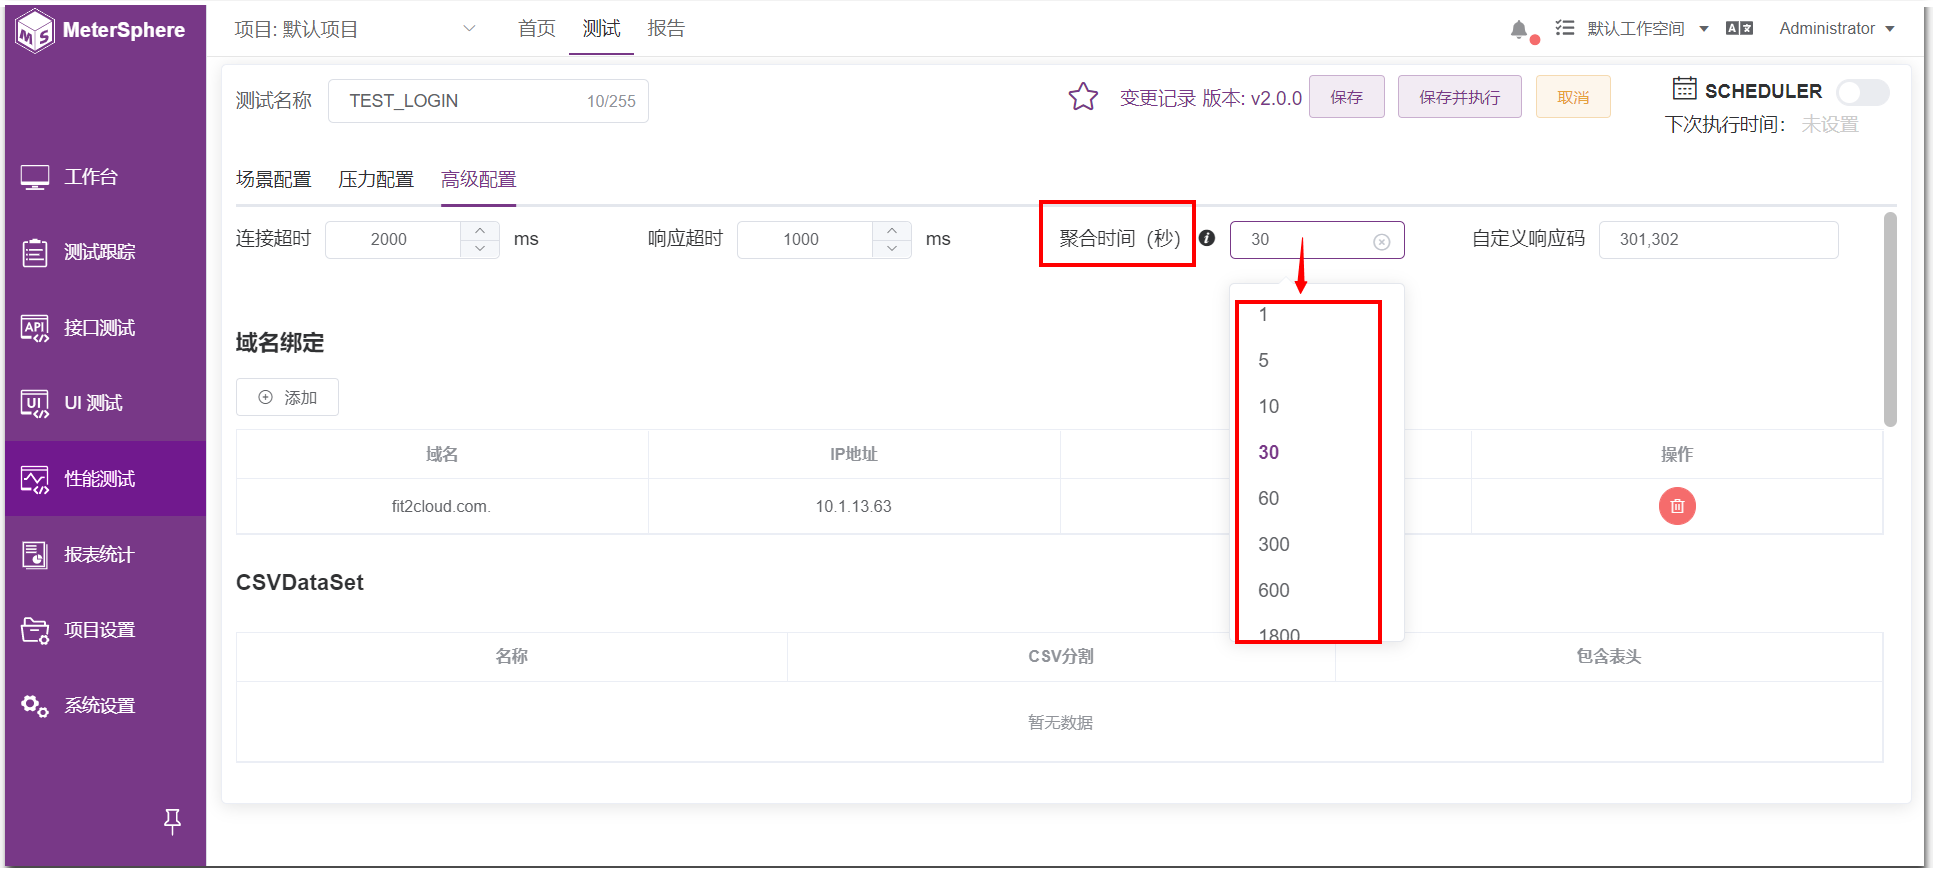 MeterSphere
项目: 默认项目
首页
测试
报告
默认工作空间
Administrator
测试名称
TEST_LOGIN
10/255
变更记录 版本: v2.0.0
保存
保存并执行
取消
SCHEDULER
下次执行时间：
未设置
工作台
测试跟踪
接口测试
UI 测试
性能测试
报表统计
项目设置
系统设置
场景配置
压力配置
高级配置
连接超时
2000
ms
响应超时
1000
ms
聚合时间（秒）
30
自定义响应码
301,302
1
5
10
30
60
300
600
1800
域名绑定
添加
域名
IP地址
操作
fit2cloud.com.
10.1.13.63
CSVDataSet
名称
CSV分割
包含表头
暂无数据